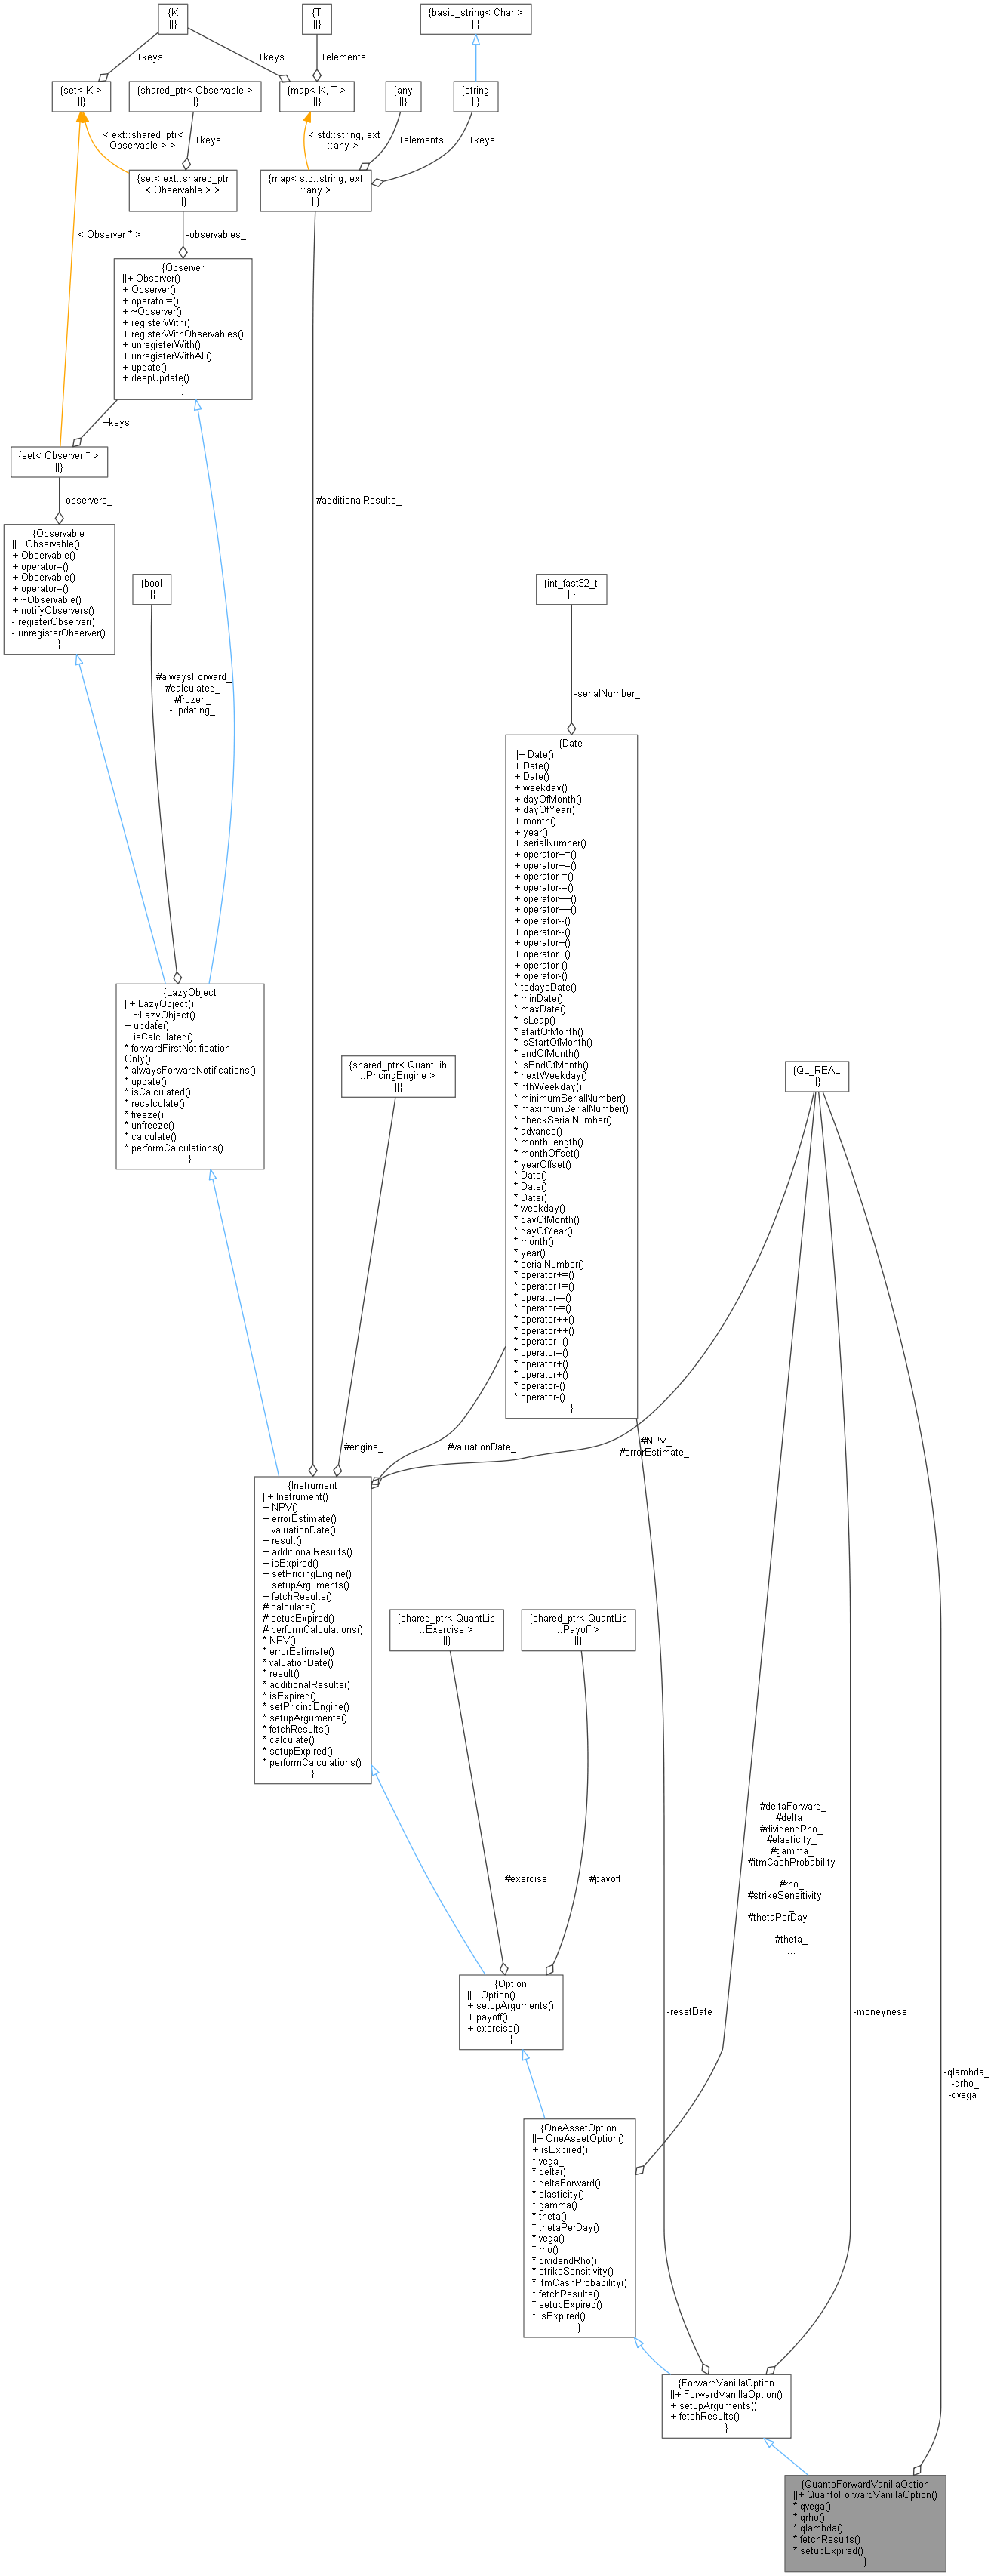 {K
||}
{T
||}
{basic_string< Char >
||}
+keys
+keys
+elements
{set< K >
||}
{shared_ptr< Observable >
||}
{map< K, T >
||}
{any
||}
{string
||}
< ext::shared_ptr<
Observable > >
+keys
< std::string, ext
::any >
+elements
+keys
{set< ext::shared_ptr
< Observable > >
||}
{map< std::string, ext
::any >
||}
< Observer * >
-observables_
{Observer
||+ Observer()
+ Observer()
+ operator=()
+ ~Observer()
+ registerWith()
+ registerWithObservables()
+ unregisterWith()
+ unregisterWithAll()
+ update()
+ deepUpdate()
}
+keys
{set< Observer * >
||}
-observers_
#additionalResults_
{Observable
||+ Observable()
+ Observable()
+ operator=()
+ Observable()
+ operator=()
+ ~Observable()
+ notifyObservers()
- registerObserver()
- unregisterObserver()
}
{bool
||}
{int_fast32_t
||}
#alwaysForward_
#calculated_
#frozen_
-updating_
-serialNumber_
{Date
||+ Date()
+ Date()
+ Date()
+ weekday()
+ dayOfMonth()
+ dayOfYear()
+ month()
+ year()
+ serialNumber()
+ operator+=()
+ operator+=()
+ operator-=()
+ operator-=()
+ operator++()
+ operator++()
+ operator--()
+ operator--()
+ operator+()
+ operator+()
+ operator-()
+ operator-()
* todaysDate()
* minDate()
* maxDate()
* isLeap()
* startOfMonth()
* isStartOfMonth()
* endOfMonth()
* isEndOfMonth()
* nextWeekday()
* nthWeekday()
* minimumSerialNumber()
* maximumSerialNumber()
* checkSerialNumber()
* advance()
* monthLength()
* monthOffset()
* yearOffset()
* Date()
* Date()
* Date()
* weekday()
* dayOfMonth()
* dayOfYear()
* month()
* year()
* serialNumber()
* operator+=()
* operator+=()
* operator-=()
* operator-=()
* operator++()
* operator++()
* operator--()
* operator--()
* operator+()
* operator+()
* operator-()
* operator-()
}
{LazyObject
||+ LazyObject()
+ ~LazyObject()
+ update()
+ isCalculated()
* forwardFirstNotification
Only()
* alwaysForwardNotifications()
* update()
* isCalculated()
* recalculate()
* freeze()
* unfreeze()
* calculate()
* performCalculations()
}
{shared_ptr< QuantLib
::PricingEngine >
||}
{QL_REAL
||}
#engine_
#valuationDate_
#NPV_
#errorEstimate_
{Instrument
||+ Instrument()
+ NPV()
+ errorEstimate()
+ valuationDate()
+ result()
+ additionalResults()
+ isExpired()
+ setPricingEngine()
+ setupArguments()
+ fetchResults()
# calculate()
# setupExpired()
# performCalculations()
* NPV()
* errorEstimate()
* valuationDate()
* result()
* additionalResults()
* isExpired()
* setPricingEngine()
* setupArguments()
* fetchResults()
* calculate()
* setupExpired()
* performCalculations()
}
{shared_ptr< QuantLib
::Exercise >
||}
{shared_ptr< QuantLib
::Payoff >
||}
#exercise_
#payoff_
#deltaForward_
#delta_
#dividendRho_
#elasticity_
#gamma_
#itmCashProbability
_
#rho_
#strikeSensitivity
_
#thetaPerDay
_
#theta_
...
{Option
||+ Option()
+ setupArguments()
+ payoff()
+ exercise()
}
-resetDate_
-moneyness_
-qlambda_
-qrho_
-qvega_
{OneAssetOption
||+ OneAssetOption()
+ isExpired()
* vega_
* delta()
* deltaForward()
* elasticity()
* gamma()
* theta()
* thetaPerDay()
* vega()
* rho()
* dividendRho()
* strikeSensitivity()
* itmCashProbability()
* fetchResults()
* setupExpired()
* isExpired()
}
{ForwardVanillaOption
||+ ForwardVanillaOption()
+ setupArguments()
+ fetchResults()
}
{QuantoForwardVanillaOption
||+ QuantoForwardVanillaOption()
* qvega()
* qrho()
* qlambda()
* fetchResults()
* setupExpired()
}